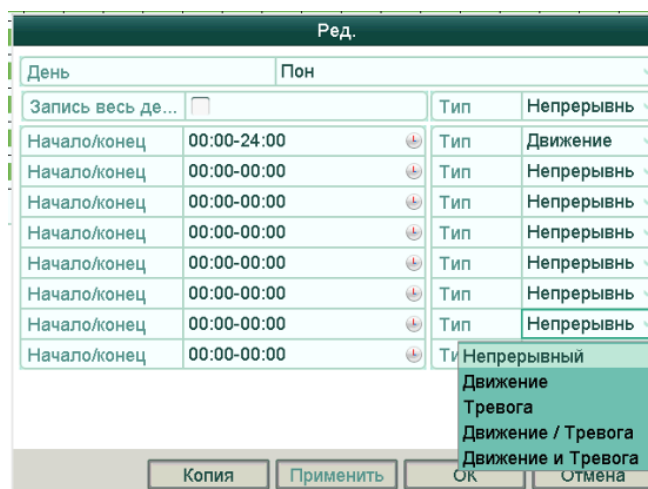 Ред.
День Пон
Запись весь де... Тип Непрерывнь
Начало/конец 00:00-24:00 Тип Движение
Начало/конец 00:00-00:00 Тип Непрерывнь
Начало/конец 00:00-00:00 Тип Непрерывнь
Начало/конец 00:00-00:00 Тип Непрерывнь
Начало/конец 00:00-00:00 Тип Непрерывнь
Начало/конец 00:00-00:00 Тип Непрерывнь
Начало/конец 00:00-00:00 Тип Непрерывнь
Начало/конец 00:00-00:00 Ти
Непрерывный
Движение
Тревога
Движение / Тревога
Движение и Тревога
Копия Применить OK Отмена